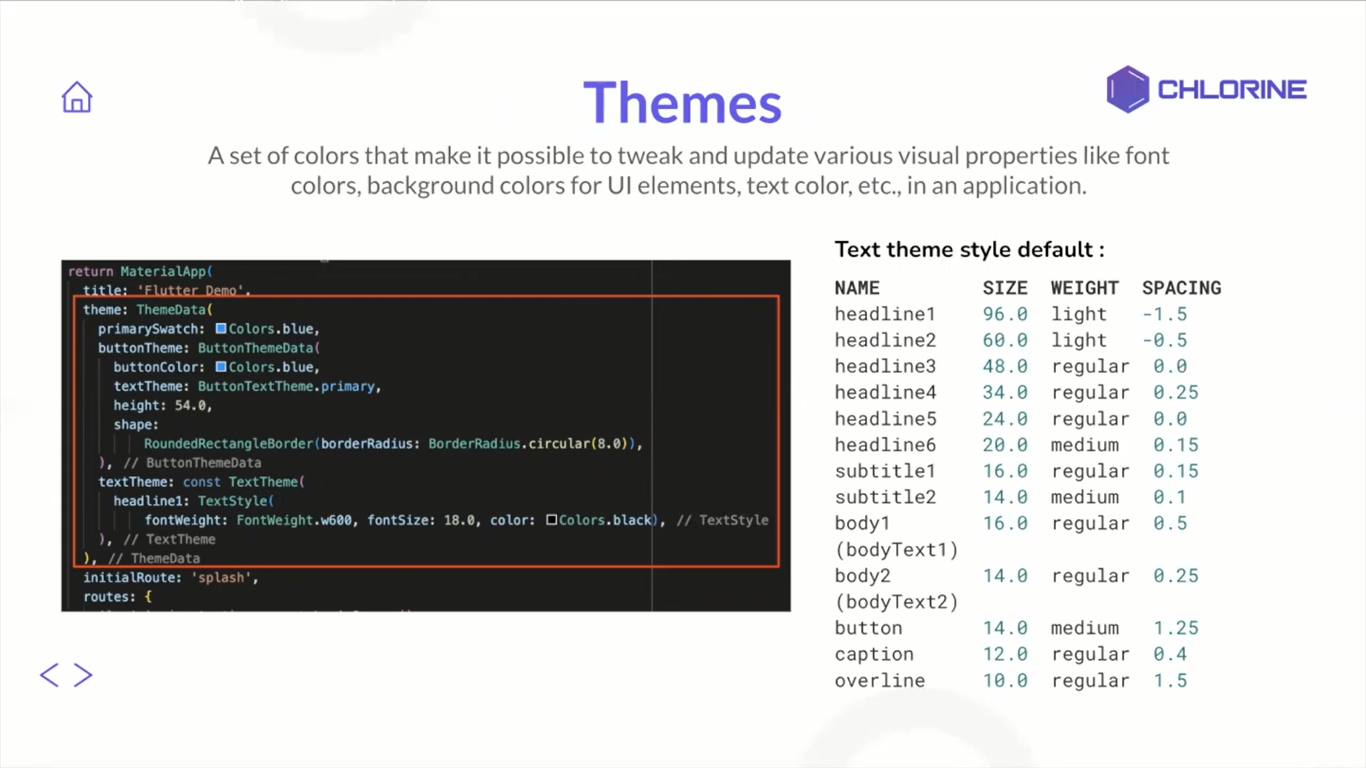 Themes
CHLORINE
A set of colors that make it possible to tweak and update various visual properties like font
colors, background colors for UI elements, text color, etc., in an application.
return MaterialApp(
title: 'Flutter Demo',
theme: ThemeData(
primarySwatch: Colors.blue,
buttonTheme: ButtonThemeData(
buttonColor: Colors.blue,
textTheme: ButtonTextTheme.primary,
height: 54.0,
shape:
RoundedRectangleBorder(borderRadius: BorderRadius.circular(8.0)),
), // ButtonThemeData
textTheme: const TextTheme(
headline1: TextStyle(
fontWeight: FontWeight.w600, fontSize: 18.0, color: Colors.black), // TextStyle
), // TextTheme
), // ThemeData
initialRoute: 'splash',
routes: {
Text theme style default :
NAME SIZE WEIGHT SPACING
headline1 96.0 light -1.5
headline2 60.0 light -0.5
headline3 48.0 regular 0.0
headline4 34.0 regular 0.25
headline5 24.0 regular 0.0
headline6 20.0 medium 0.15
subtitle1 16.0 regular 0.15
subtitle2 14.0 medium 0.1
body1 16.0 regular 0.5
(bodyText1)
body2 14.0 regular 0.25
(bodyText2)
button 14.0 medium 1.25
caption 12.0 regular 0.4
overline 10.0 regular 1.5